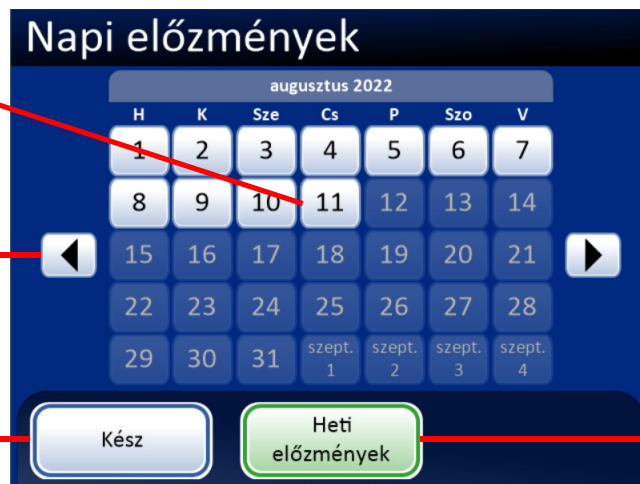 Napi előzmények
augusztus 2022
H K Sze Cs P Szo V
1 2 3 4 5 6 7
8 9 10 11 12 13 14
15 16 17 18 19 20 21
22 23 24 25 26 27 28
29 30 31 szept. 1 szept. 2 szept. 3 szept. 4
Kész
Heti
előzmények